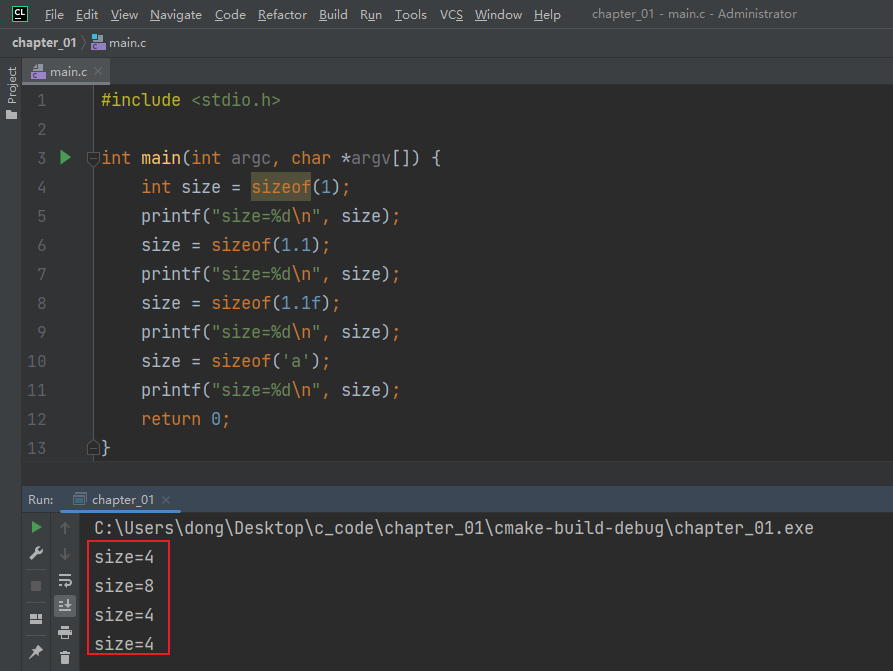 CL File Edit View Navigate Code Refactor Build Run Tools VCS Window Help chapter_01 - main.c - Administrator
chapter_01 main.c
Project
main.c
1 #include <stdio.h>
2
3 int main(int argc, char *argv[]) {
4 int size = sizeof(1);
5 printf("size=%d\n", size);
6 size = sizeof(1.1);
7 printf("size=%d\n", size);
8 size = sizeof(1.1f);
9 printf("size=%d\n", size);
10 size = sizeof('a');
11 printf("size=%d\n", size);
12 return 0;
13 }
Run: chapter_01
C:\Users\dong\Desktop\c_code\chapter_01\cmake-build-debug\chapter_01.exe
size=4
size=8
size=4
size=4